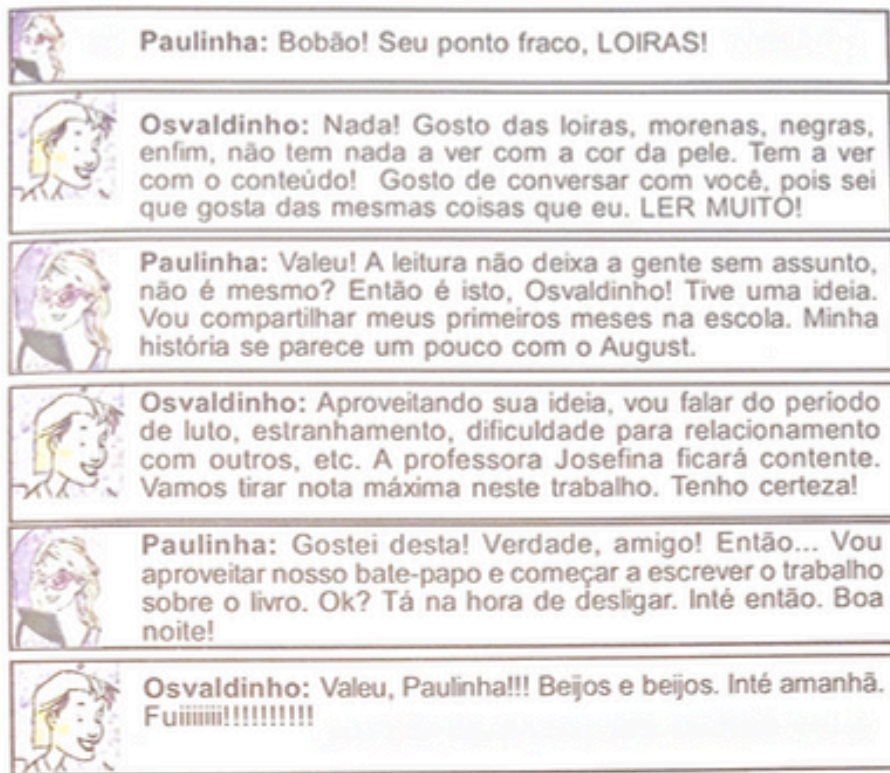 Paulinha: Bobão! Seu ponto fraco, LOIRAS!
Osvaldinho: Nada! Gosto das loiras, morenas, negras,
enfim, não tem nada a ver com a cor da pele. Tem a ver
com o conteúdo! Gosto de conversar com você, pois sei
que gosta das mesmas coisas que eu. LER MUITO!
Paulinha: Valeu! A leitura não deixa a gente sem assunto,
não é mesmo? Então é isto, Osvaldinho! Tive uma ideia.
Vou compartilhar meus primeiros meses na escola. Minha
história se parece um pouco com o August.
Osvaldinho: Aproveitando sua ideia, vou falar do período
de luto, estranhamento, dificuldade para relacionamento
com outros, etc. A professora Josefina ficará contente.
Vamos tirar nota máxima neste trabalho. Tenho certeza!
Paulinha: Gostei desta! Verdade, amigo! Então... Vou
aproveitar nosso bate-papo e começar a escrever o trabalho
sobre o livro. Ok? Tá na hora de desligar. Inté então. Boa
noite!
Osvaldinho: Valeu, Paulinha!!! Beijos e beijos. Inté amanhã.
Fuiiiiiii!!!!!!!!!!